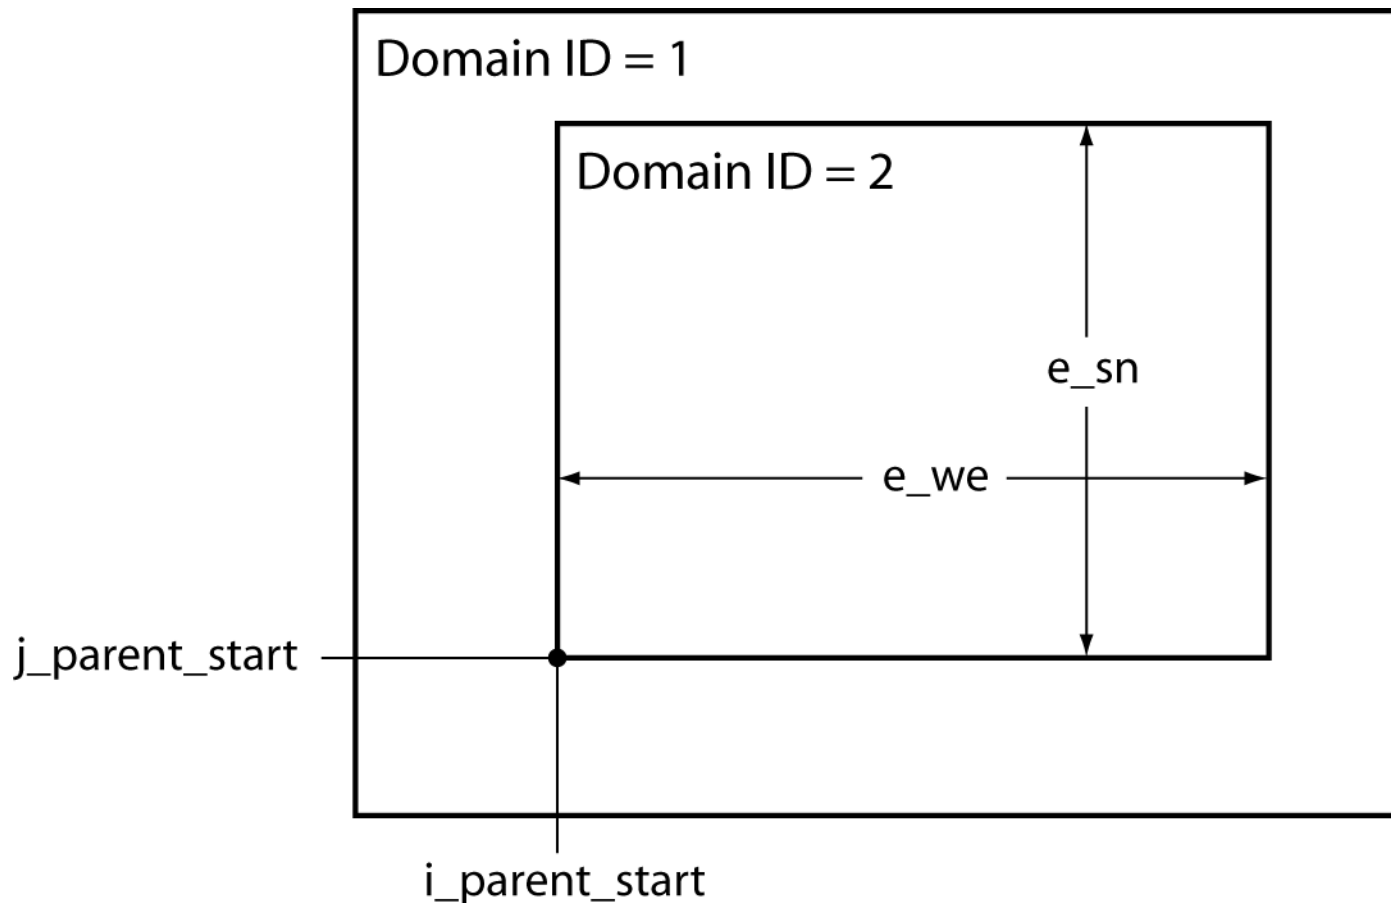 Domain ID = 1
Domain ID = 2
e_sn
e_we
j_parent_start
i_parent_start